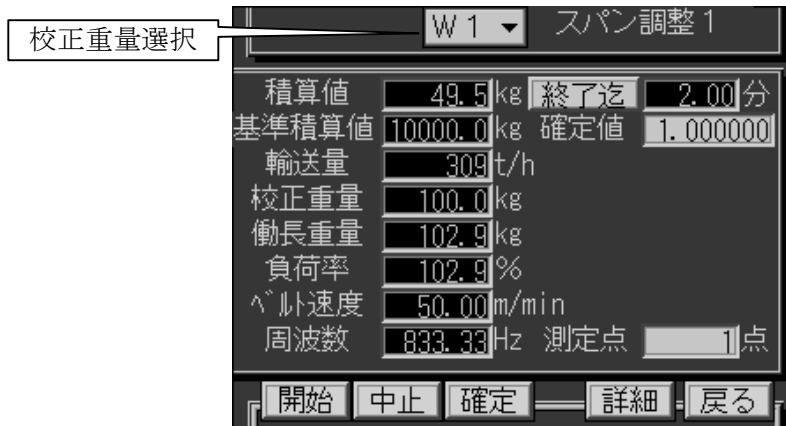 校正重量選択
W1 ▼ スパン調整1
積算値 49.5 kg 終了迄 2.00 分
基準積算値 10000.0 kg 確定値 1.000000
輸送量 309 t/h
校正重量 100.0 kg
働長重量 102.9 kg
負荷率 102.9 %
ベルト速度 50.00 m/min
周波数 833.33 Hz 測定点 1 点
開始 中止 確定 詳細 戻る